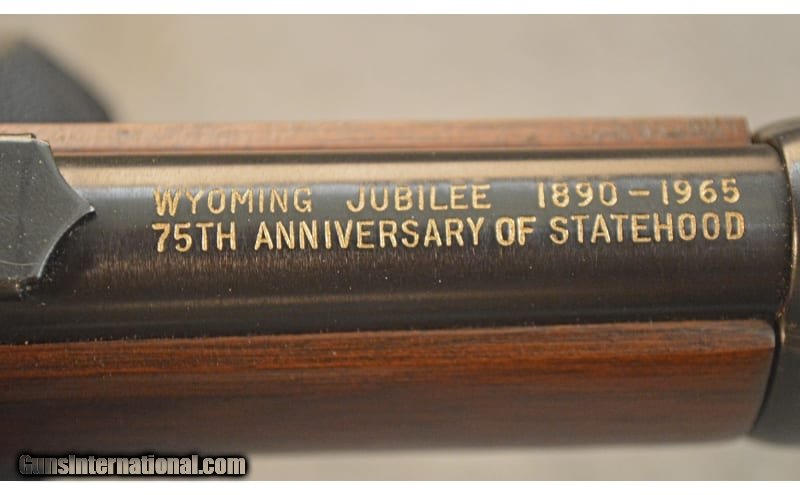 WYOMING JUBILEE 1890-1965
75TH ANNIVERSARY OF STATEHOOD
GunsInternational.com